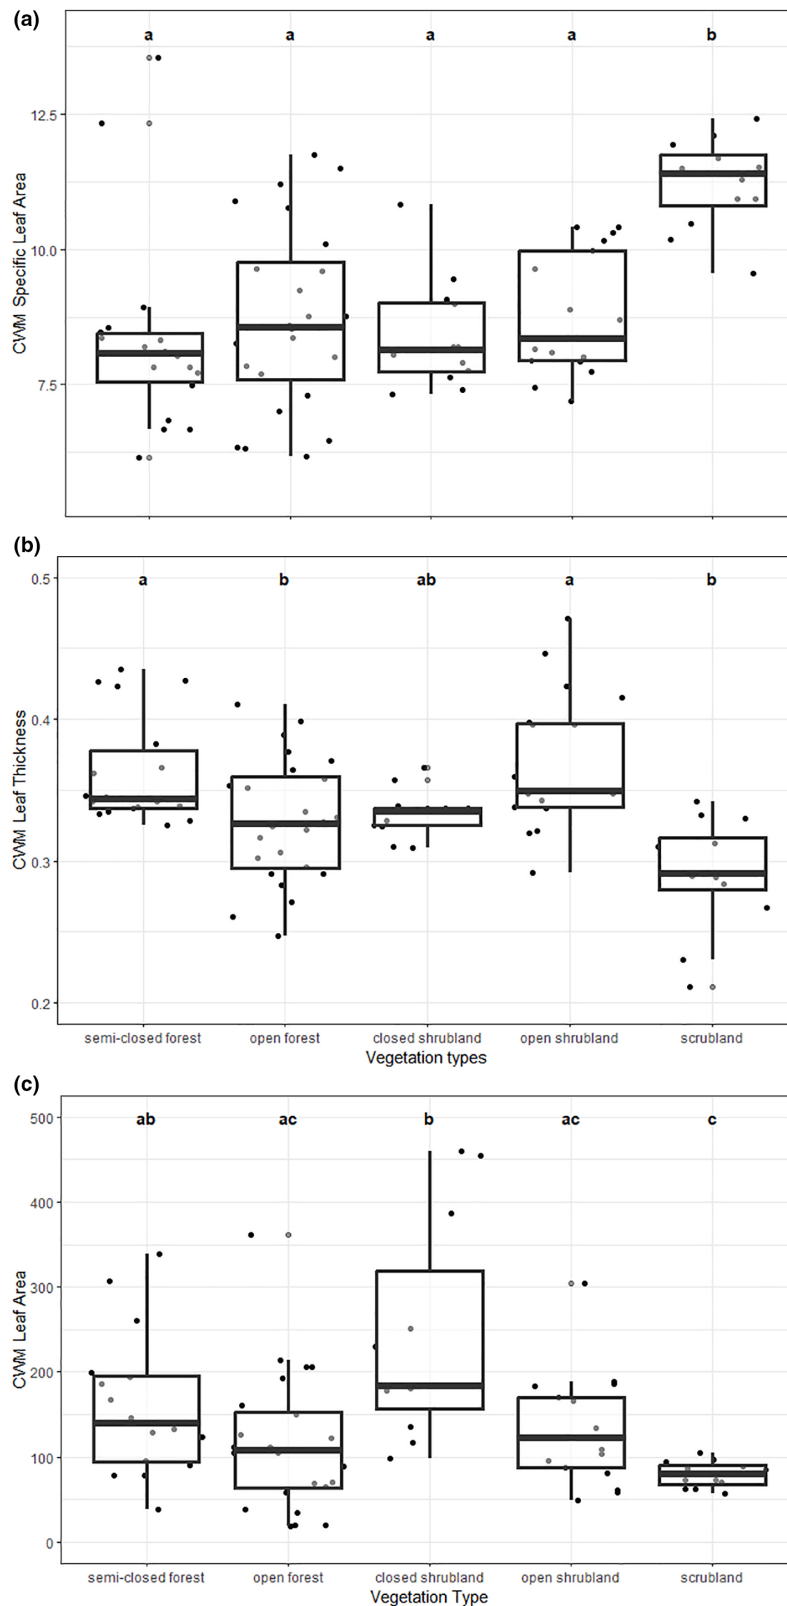 (a)
a a a a b
12.5
10.0
7.5
CWM Specific Leaf Area
(b)
a b ab a b
0.5
0.4
0.3
0.2
CWM Leaf Thickness
semi-closed forest open forest closed shrubland open shrubland scrubland
Vegetation types
(c)
ab ac b ac c
500
400
300
200
100
0
CWM Leaf Area
semi-closed forest open forest closed shrubland open shrubland scrubland
Vegetation Type